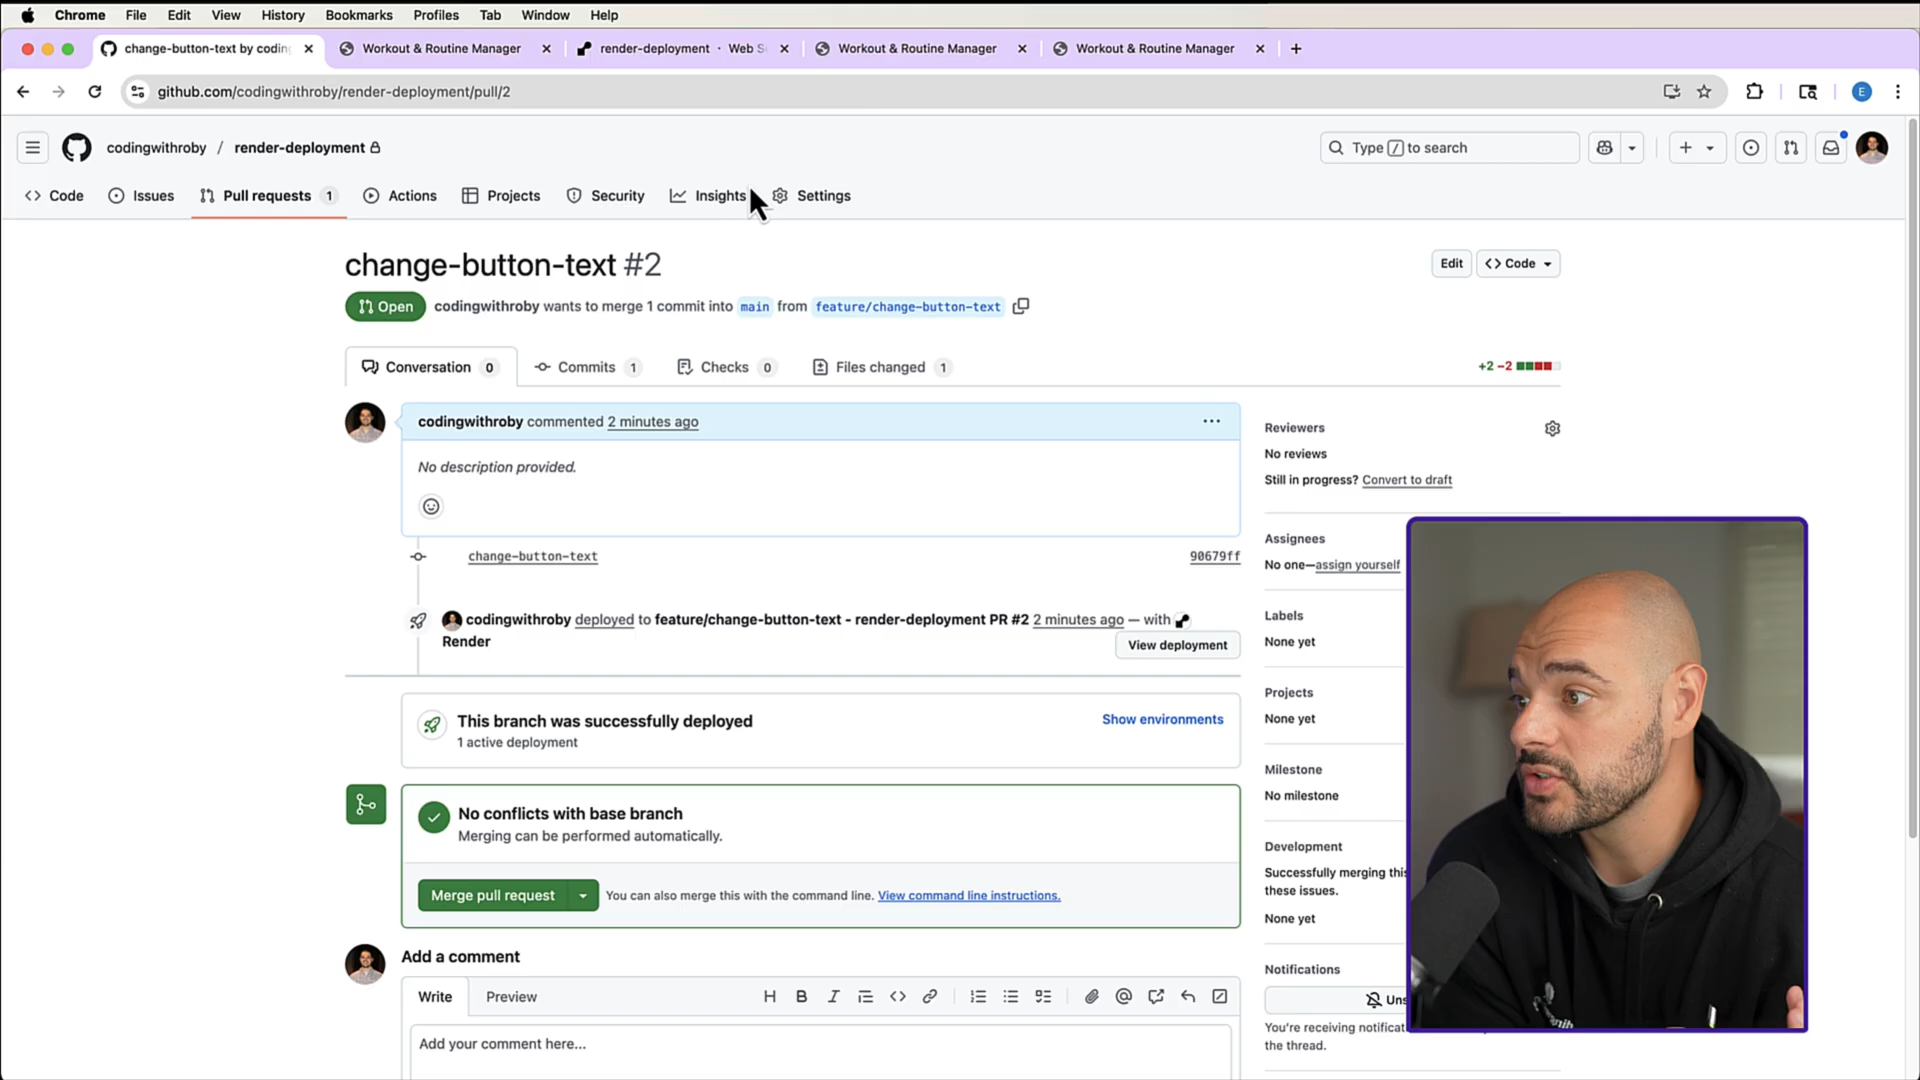 Chrome File Edit View History Bookmarks Profiles Tab Window Help
change-button-text by coding
Workout & Routine Manager
render-deployment · Web S
Workout & Routine Manager
Workout & Routine Manager
github.com/codingwithroby/render-deployment/pull/2
E
codingwithroby / render-deployment
Type / to search
Code
Issues
Pull requests 1
Actions
Projects
Security
Insights
Settings
change-button-text #2
Edit
Code
Open
codingwithroby wants to merge 1 commit into main from feature/change-button-text
Conversation 0
Commits 1
Checks 0
Files changed 1
+2 −2
codingwithroby commented 2 minutes ago
No description provided.
change-button-text
90679ff
codingwithroby deployed to feature/change-button-text - render-deployment PR #2 2 minutes ago — with
Render
View deployment
This branch was successfully deployed
1 active deployment
Show environments
No conflicts with base branch
Merging can be performed automatically.
Merge pull request
You can also merge this with the command line. View command line instructions.
Add a comment
Write
Preview
Add your comment here...
Reviewers
No reviews
Still in progress? Convert to draft
Assignees
No one—assign yourself
Labels
None yet
Projects
None yet
Milestone
No milestone
Development
Successfully merging this
these issues.
None yet
Notifications
Uns
You're receiving notificat
the thread.